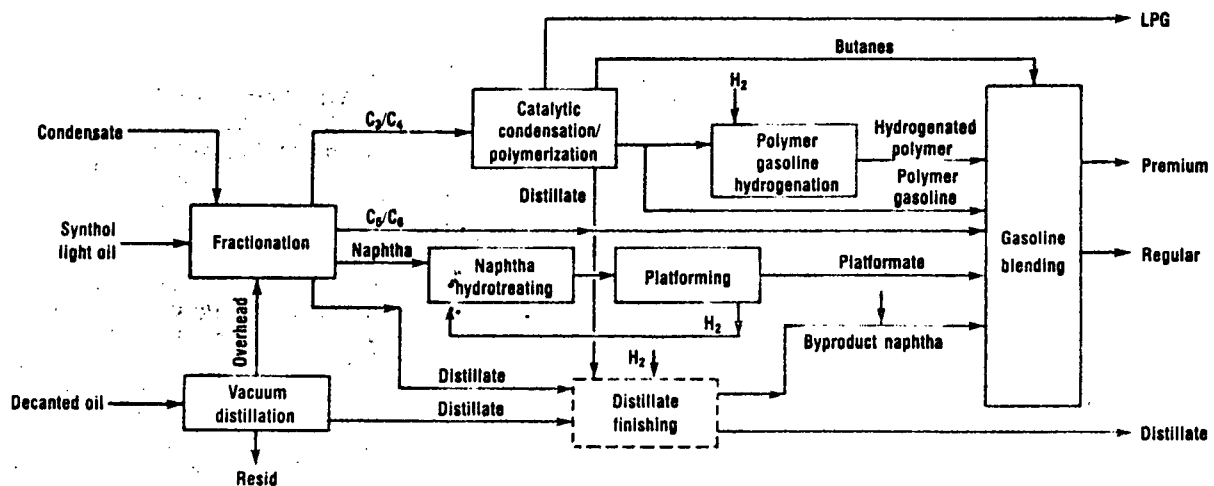 LPG
Butanes
H2
Condensate
C3/C4
Catalytic
condensation/
polymerization
Polymer
gasoline
hydrogenation
Hydrogenated
polymer
Premium
Polymer
gasoline
Distillate
Synthol
light oil
Fractionation
C5/C6
Naphtha
Naphtha
hydrotreating
Platforming
Platformate
Gasoline
blending
Regular
Overhead
H2
Byproduct naphtha
H2
Decanted oil
Vacuum
distillation
Distillate
Distillate
Distillate
finishing
Distillate
Resid